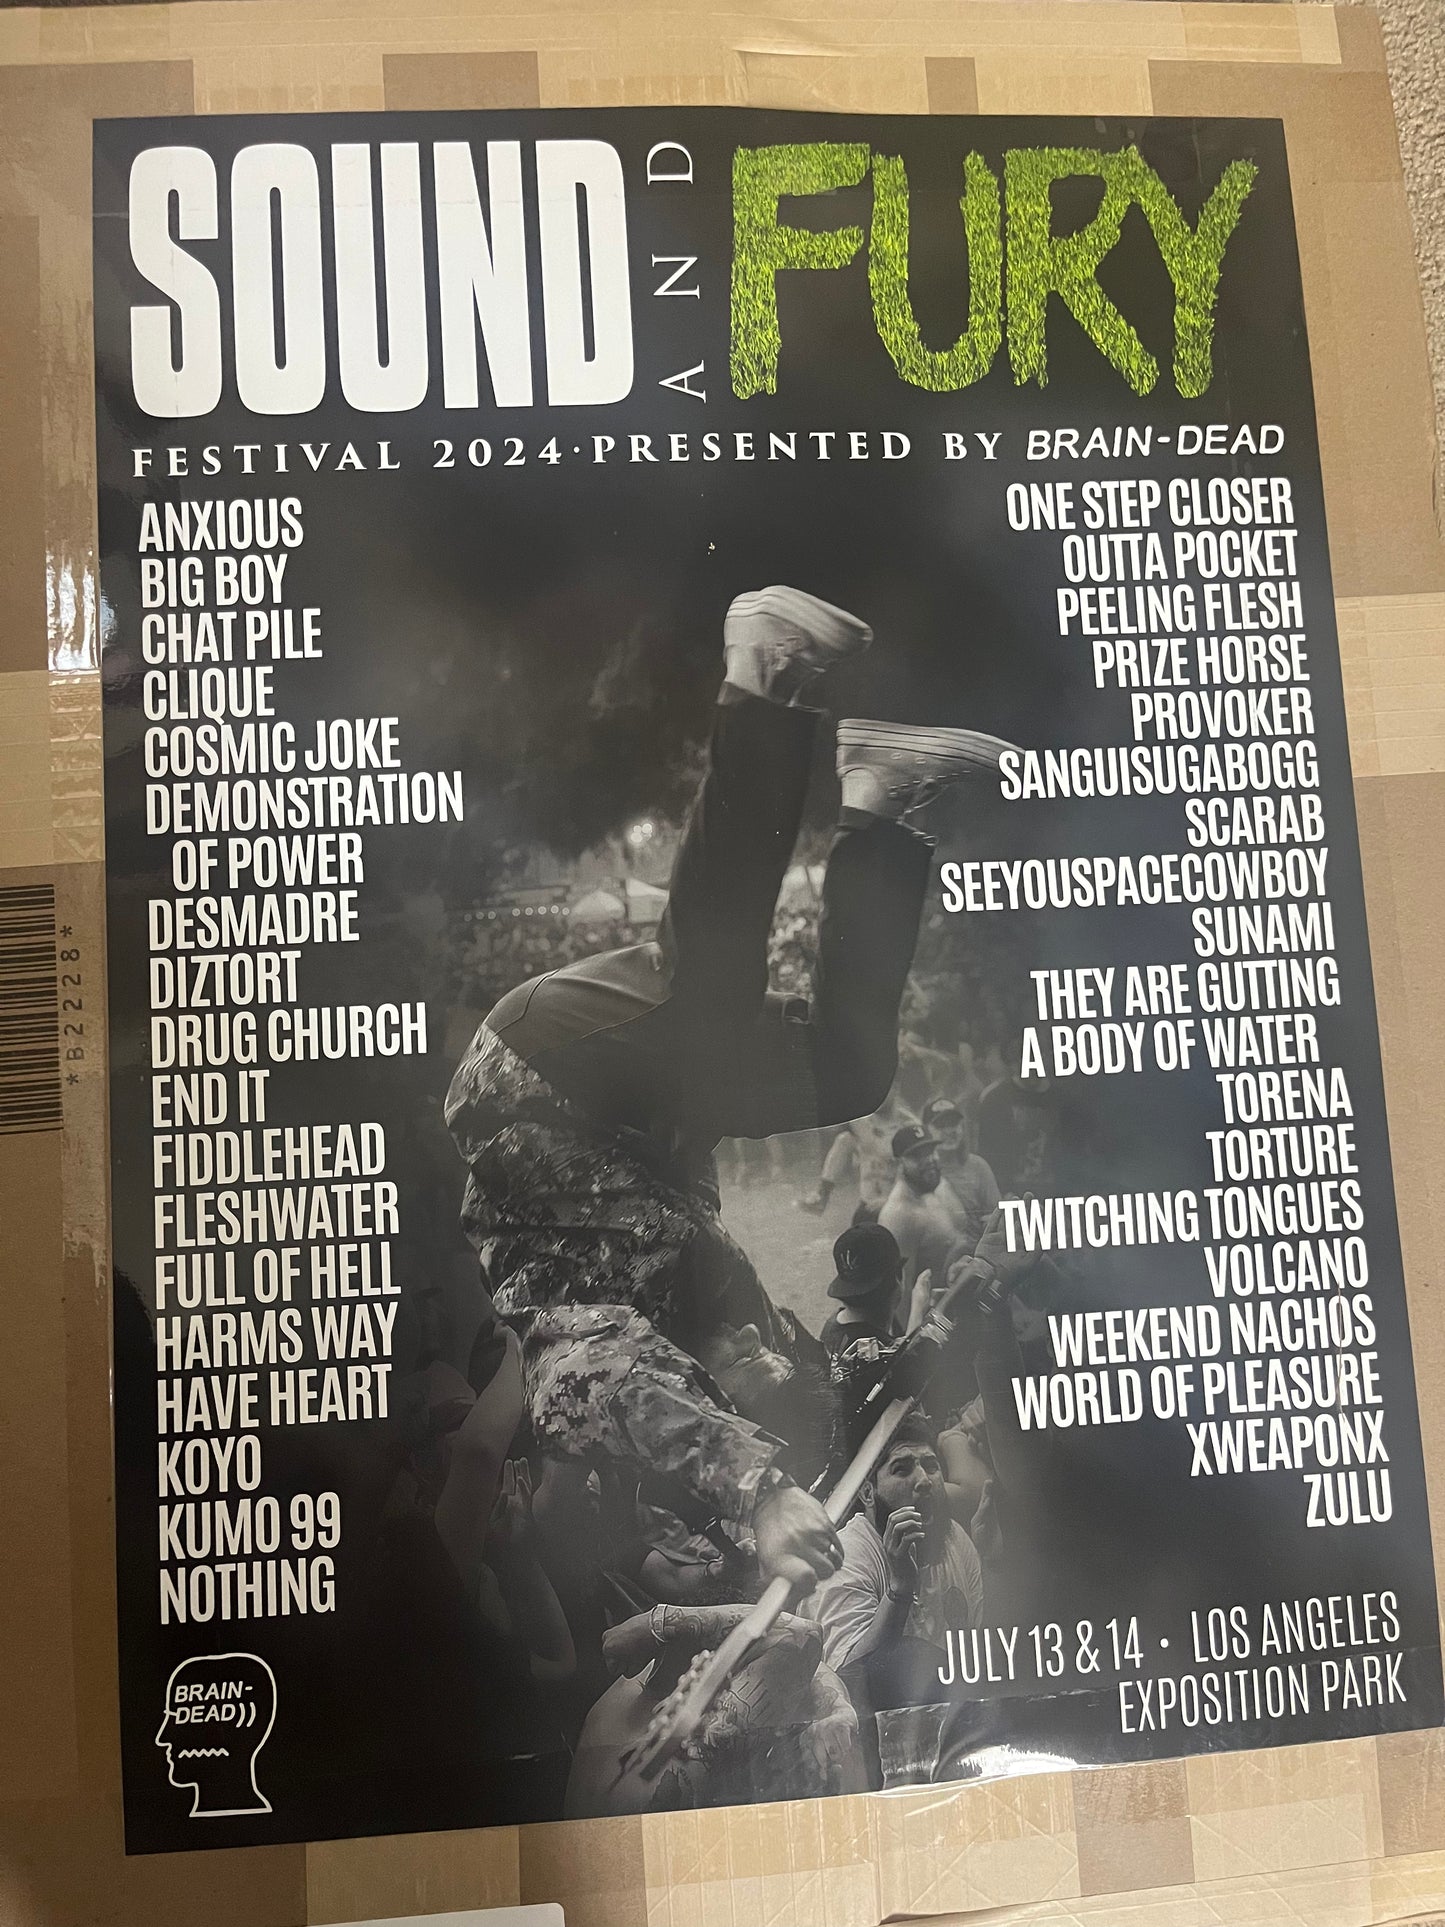 SOUND AND FURY
FESTIVAL 2024·PRESENTED BY BRAIN-DEAD
ANXIOUS
BIG BOY
CHAT PILE
CLIQUE
COSMIC JOKE
DEMONSTRATION
OF POWER
DESMADRE
DIZTORT
DRUG CHURCH
END IT
FIDDLEHEAD
FLESHWATER
FULL OF HELL
HARMS WAY
HAVE HEART
KOYO
KUMO 99
NOTHING
ONE STEP CLOSER
OUTTA POCKET
PEELING FLESH
PRIZE HORSE
PROVOKER
SANGUISUGABOGG
SCARAB
SEEYOUSPACECOWBOY
SUNAMI
THEY ARE GUTTING
A BODY OF WATER
TORENA
TORTURE
TWITCHING TONGUES
VOLCANO
WEEKEND NACHOS
WORLD OF PLEASURE
XWEAPONX
ZULU
BRAIN-
DEAD))
JULY 13 & 14 · LOS ANGELES
EXPOSITION PARK
*B2228*